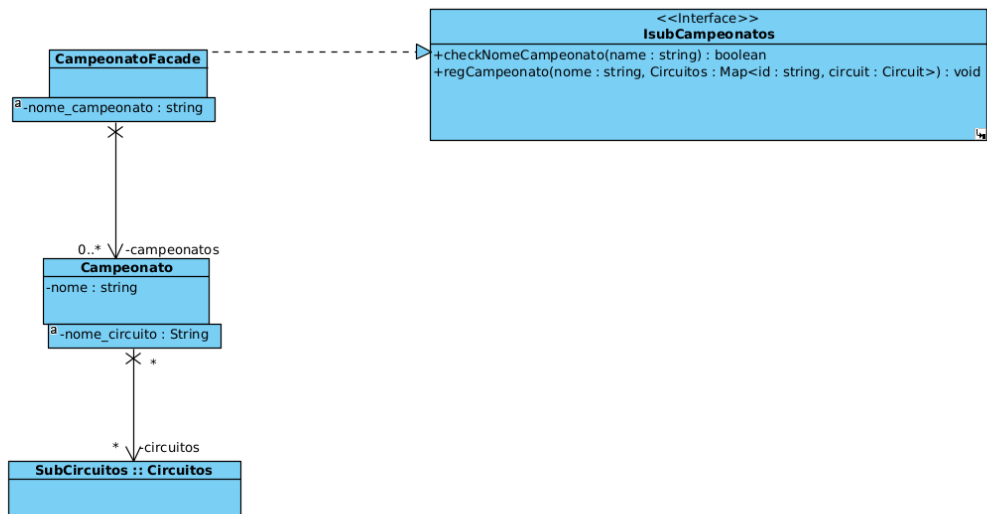 <<Interface>>
IsubCampeonatos
+checkNomeCampeonato(name : string) : boolean
+regCampeonato(nome : string, Circuitos : Map<id : string, circuit : Circuit>) : void
CampeonatoFacade
a -nome_campeonato : string
0..* -campeonatos
Campeonato
-nome : string
a -nome_circuito : String
*
* -circuitos
SubCircuitos :: Circuitos